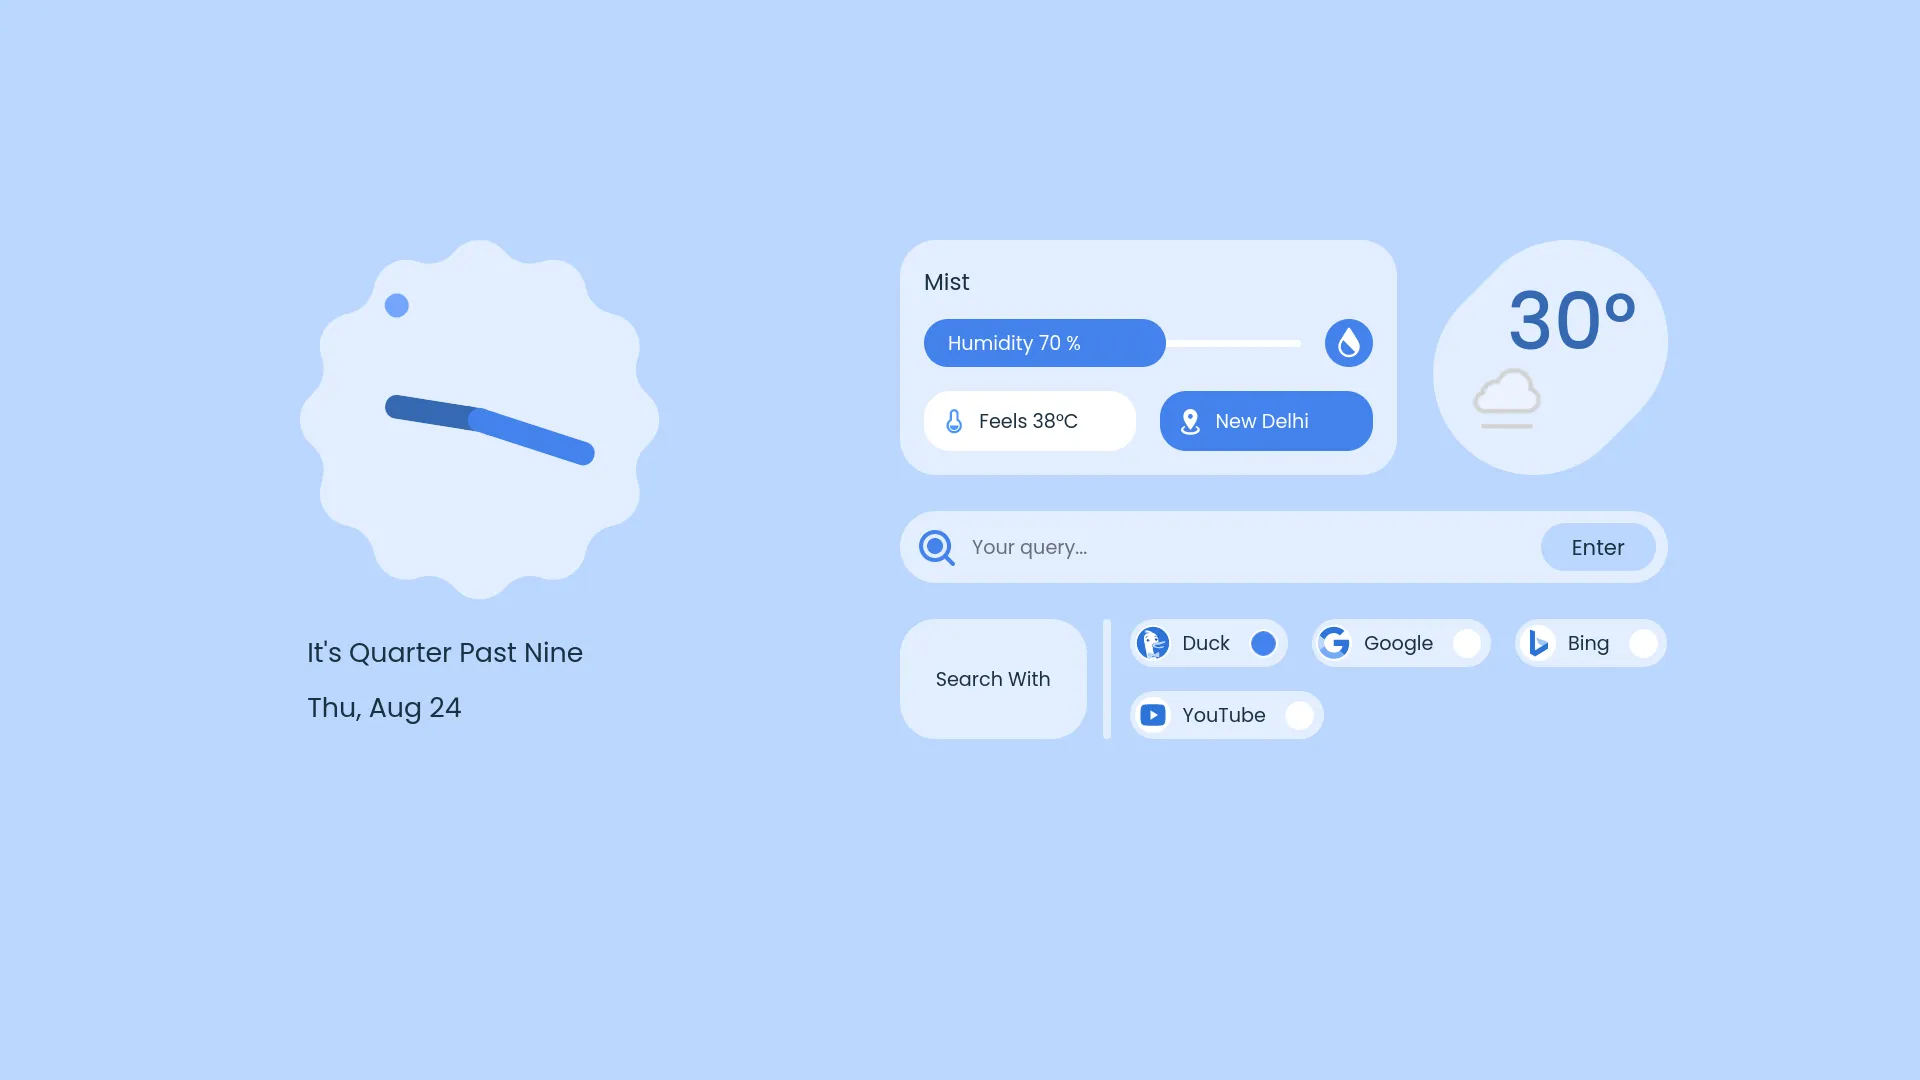 It's Quarter Past Nine
Thu, Aug 24
Mist
Humidity 70 %
Feels 38°C
New Delhi
30°
Your query...
Enter
Search With
Duck
Google
Bing
YouTube